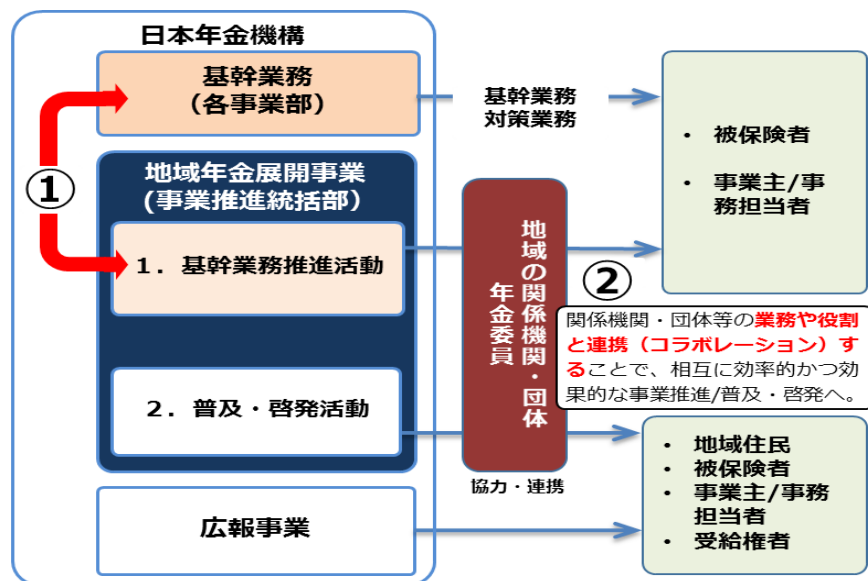 日本年金機構
基幹業務
（各事業部）
①
地域年金展開事業
(事業推進統括部）
1．基幹業務推進活動
2．普及・啓発活動
広報事業
基幹業務
対策業務
地域の関係機関・団体
年金委員
協力・連携
・ 被保険者
・ 事業主/事
務担当者
②
関係機関・団体等の業務や役割
と連携（コラボレーション）す
ることで、相互に効率的かつ効
果的な事業推進/普及・啓発へ。
・ 地域住民
・ 被保険者
・ 事業主/事務
担当者
・ 受給権者